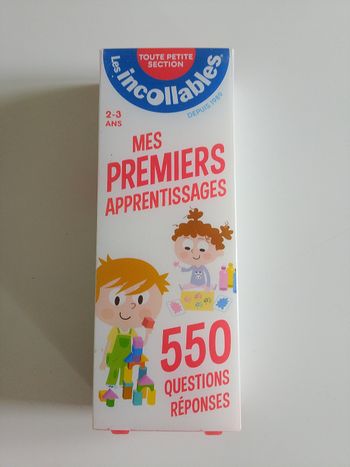 TOUTE PETITE
SECTION
Les incollables
DEPUIS 1989
2-3
ANS
MES
PREMIERS
APPRENTISSAGES
550
QUESTIONS
RÉPONSES